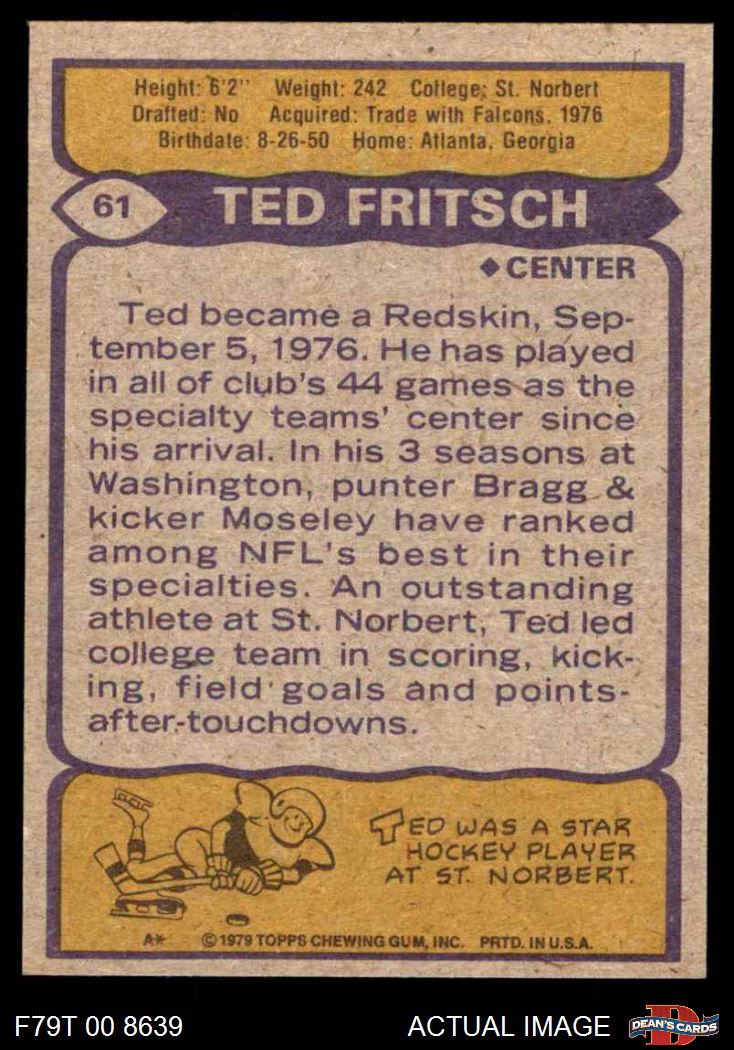 Height: 6'2" Weight: 242 College: St. Norbert
Drafted: No Acquired: Trade with Falcons, 1976
Birthdate: 8-26-50 Home: Atlanta, Georgia
61 TED FRITSCH
◆CENTER
Ted became a Redskin, Sep-
tember 5, 1976. He has played
in all of club's 44 games as the
specialty teams' center since
his arrival. In his 3 seasons at
Washington, punter Bragg &
kicker Moseley have ranked
among NFL's best in their
specialties. An outstanding
athlete at St. Norbert, Ted led
college team in scoring, kick-
ing, field goals and points-
after-touchdowns.
TED WAS A STAR
HOCKEY PLAYER
AT ST. NORBERT.
A* ©1979 TOPPS CHEWING GUM, INC. PRTD. IN U.S.A.
F79T 00 8639 ACTUAL IMAGE D DEAN'S CARDS